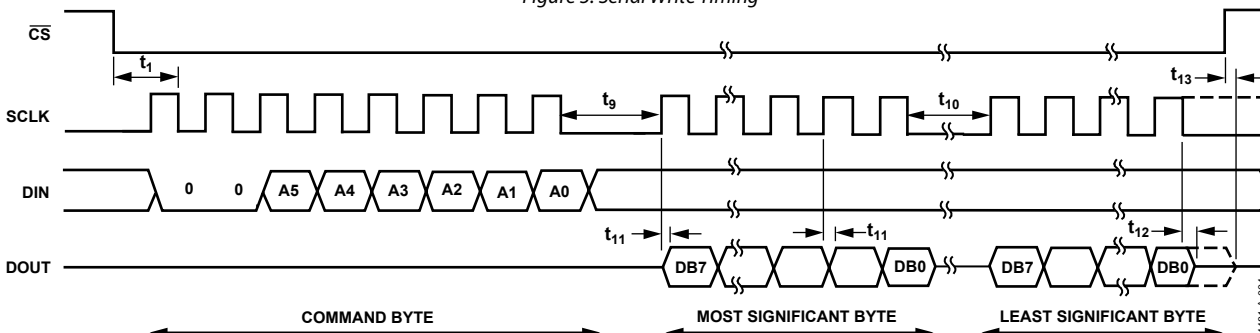 Figure 3. Serial Write Timing
CS
t1
t13
SCLK
t9
t10
DIN
0 0 A5 A4 A3 A2 A1 A0
t11
t11
t12
DOUT
DB7 DB0 DB7 DB0
COMMAND BYTE MOST SIGNIFICANT BYTE LEAST SIGNIFICANT BYTE